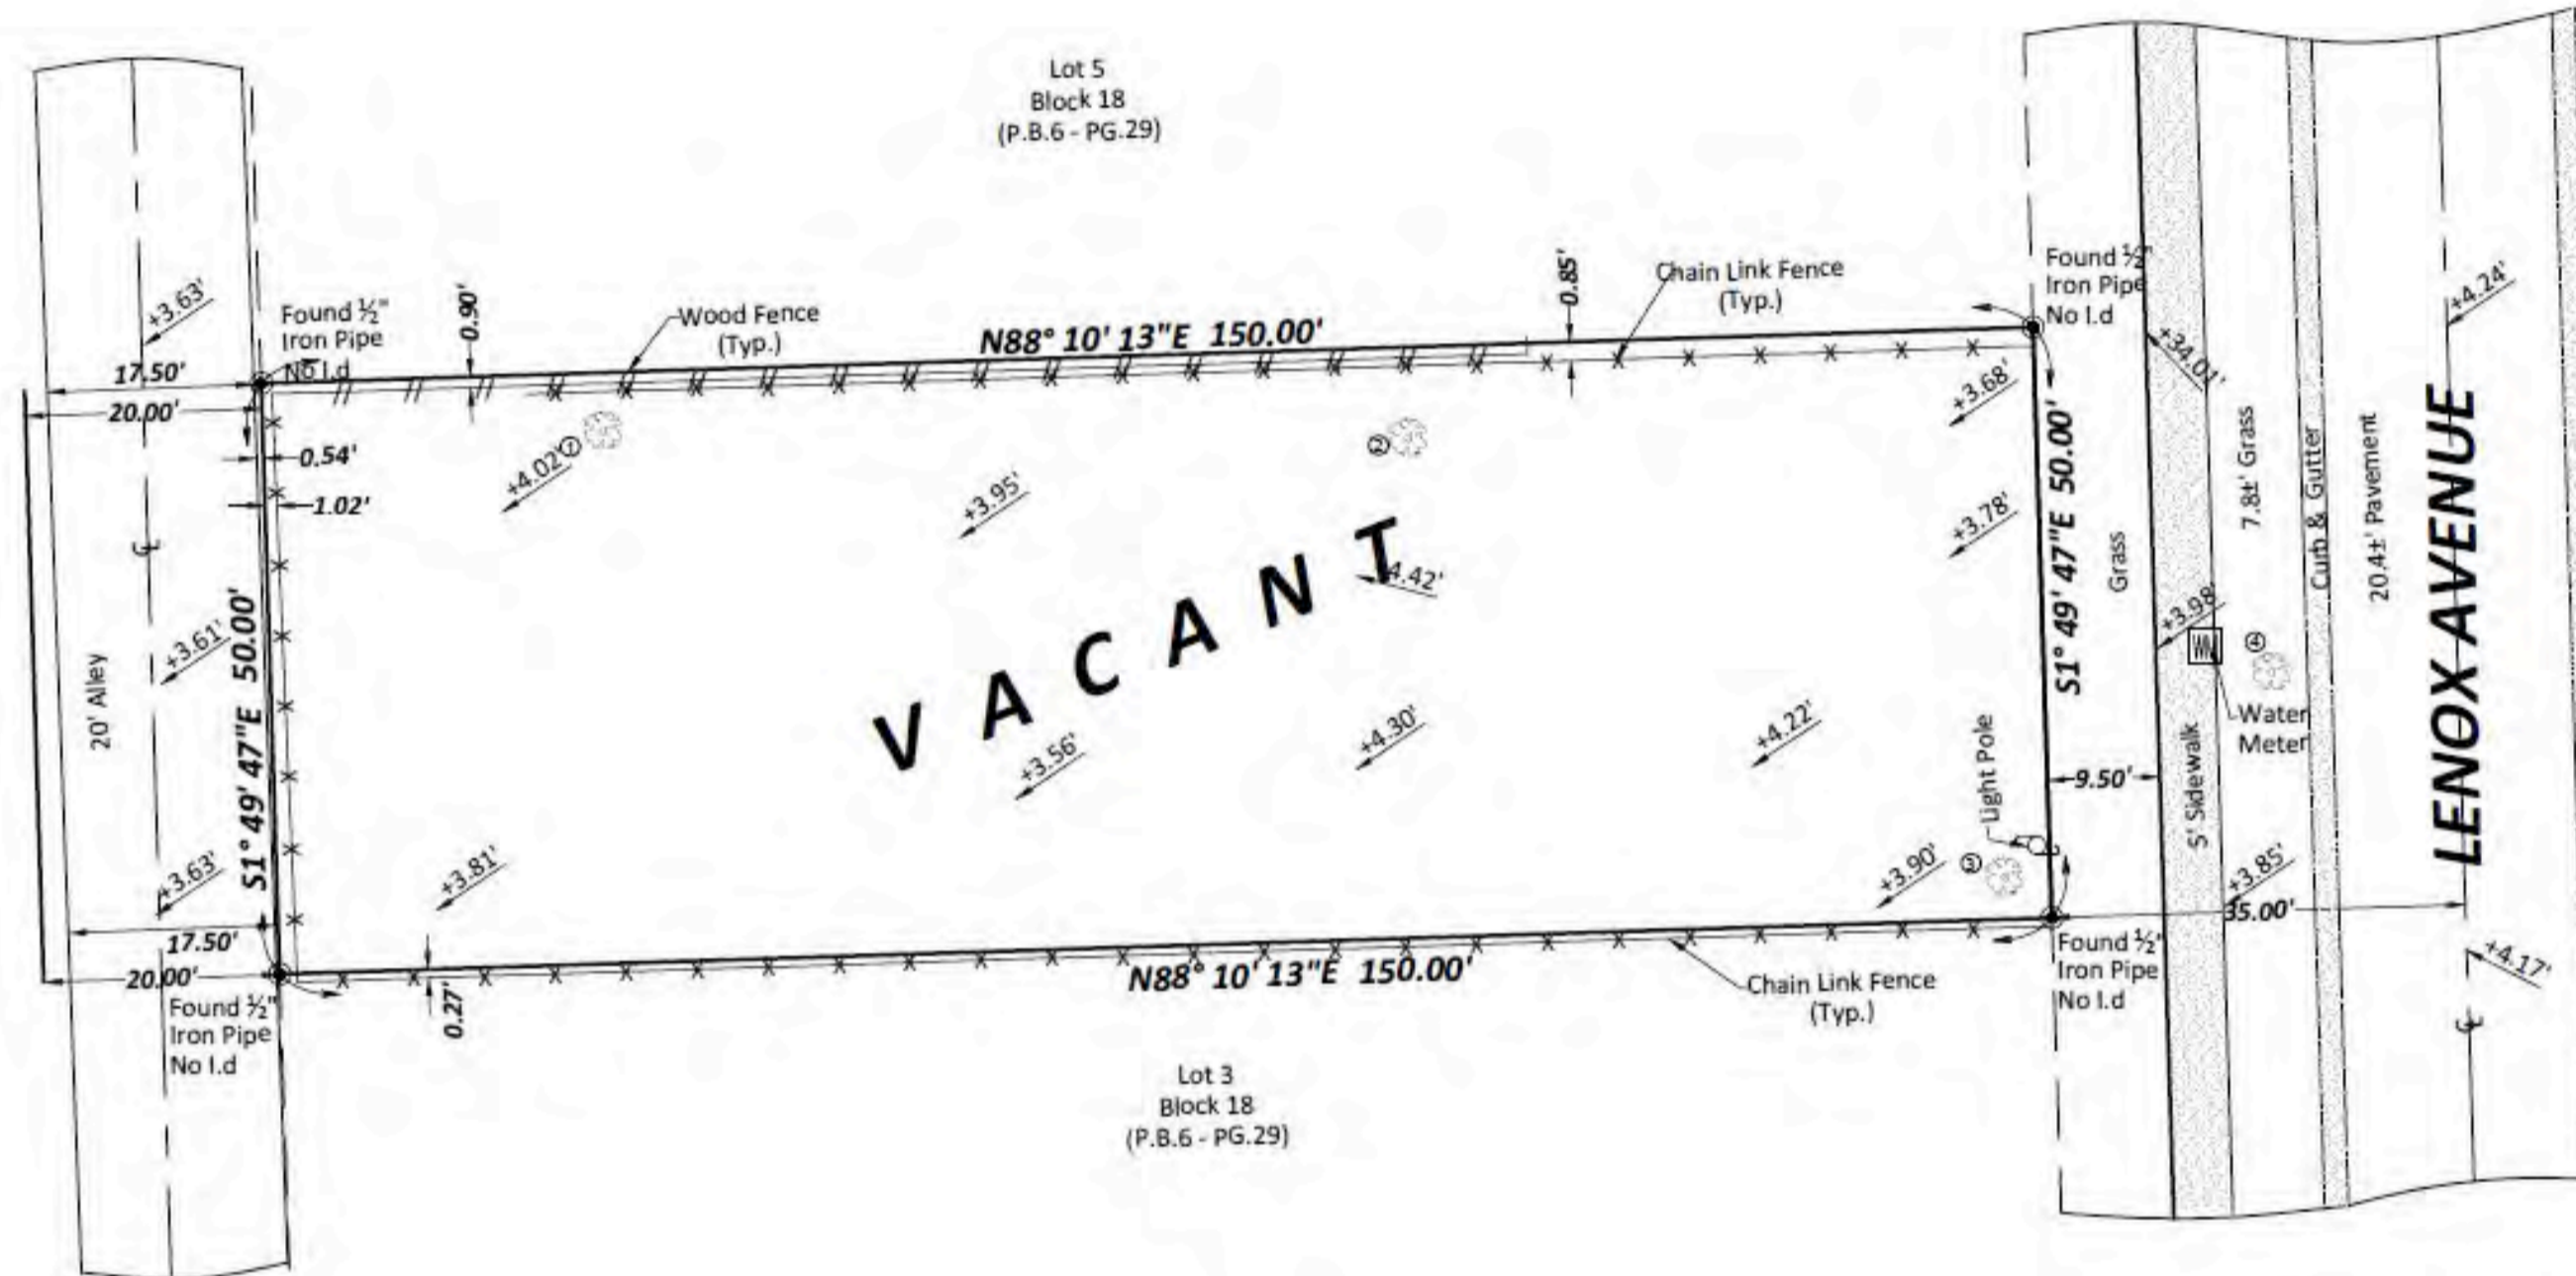 Lot 5
Block 18
(P.B.6 - PG.29)
+3.63'
Found ½"
Iron Pipe
No I.d
0.90'
Wood Fence
(Typ.)
N88° 10' 13"E 150.00'
0.85'
Chain Link Fence
(Typ.)
Found ½"
Iron Pipe
No I.d
+4.24'
+34.01'
17.50'
20.00'
0.54'
1.02'
+4.02'
①
②
+3.95'
+3.68'
+3.78'
4.42'
S1° 49' 47"E 50.00'
Grass
7.8±' Grass
Curb & Gutter
20.4±' Pavement
LENOX AVENUE
+3.98'
WM
④
Water
Meter
20' Alley
+3.61'
S1° 49' 47"E 50.00'
VACANT
+3.56'
+4.30'
+4.22'
Light Pole
9.50'
5' Sidewalk
+3.63'
+3.81'
+3.90'
③
+3.85'
35.00'
17.50'
20.00'
Found ½"
Iron Pipe
No I.d
0.27'
N88° 10' 13"E 150.00'
Chain Link Fence
(Typ.)
Found ½"
Iron Pipe
No I.d
+4.17'
Lot 3
Block 18
(P.B.6 - PG.29)